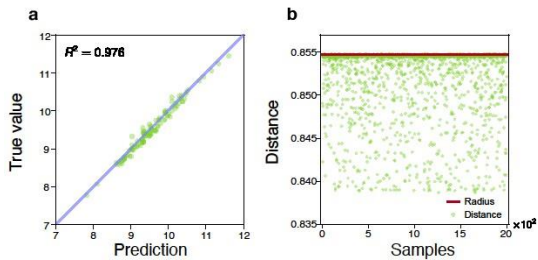 a
b
R² = 0.976
True value
12
11
10
9
8
7
7
8
9
10
11
12
Prediction
Distance
0.855
0.850
0.845
0.840
0.835
Radius
Distance
0
5
10
15
20
×10²
Samples